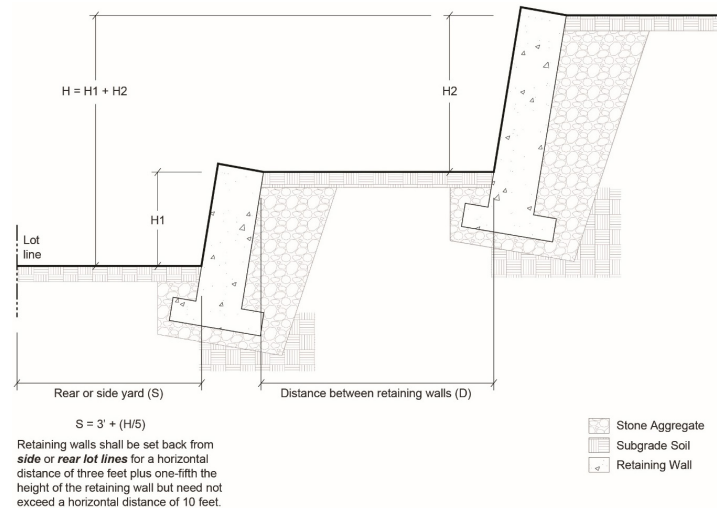 H = H1 + H2
H2
H1
Lot
line
Rear or side yard (S)
Distance between retaining walls (D)
S = 3' + (H/5)
Retaining walls shall be set back from
side or rear lot lines for a horizontal
distance of three feet plus one-fifth the
height of the retaining wall but need not
exceed a horizontal distance of 10 feet.
Stone Aggregate
Subgrade Soil
Retaining Wall